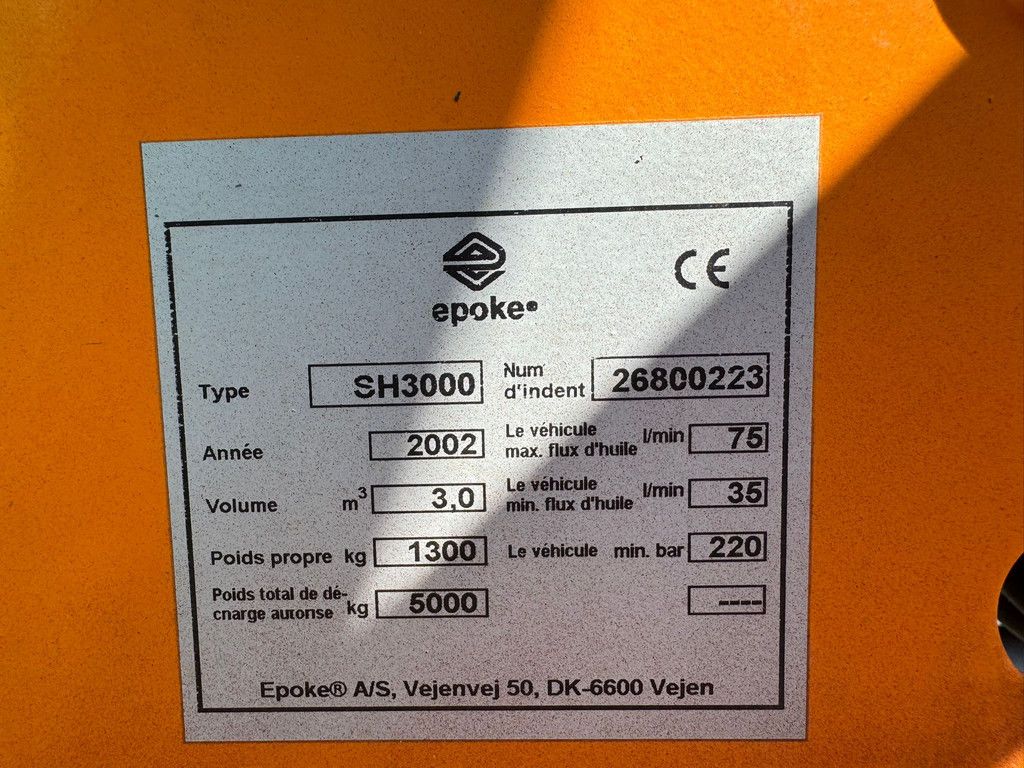 epoke®
CE
Type SH3000
Num d'indent 26800223
Année 2002
Le véhicule l/min 75
max. flux d'huile
Volume m³ 3,0
Le véhicule l/min 35
min. flux d'huile
Poids propre kg 1300
Le véhicule min. bar 220
Poids total de dé-
cnarge autorise kg 5000
----
Epoke® A/S, Vejenvej 50, DK-6600 Vejen